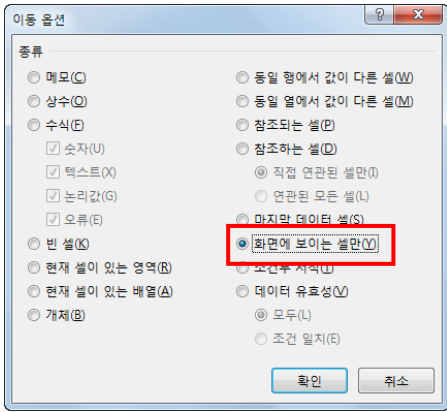 이동 옵션
종류
메모(C)
상수(O)
수식(F)
숫자(U)
텍스트(X)
논리값(G)
오류(E)
빈 셀(K)
현재 셀이 있는 영역(R)
현재 셀이 있는 배열(A)
개체(B)
동일 행에서 값이 다른 셀(W)
동일 열에서 값이 다른 셀(M)
참조되는 셀(P)
참조하는 셀(D)
직접 연관된 셀만(I)
연관된 모든 셀(L)
마지막 데이터 셀(S)
화면에 보이는 셀만(Y)
조건부 서식(T)
데이터 유효성(V)
모두(L)
조건 일치(E)
확인
취소